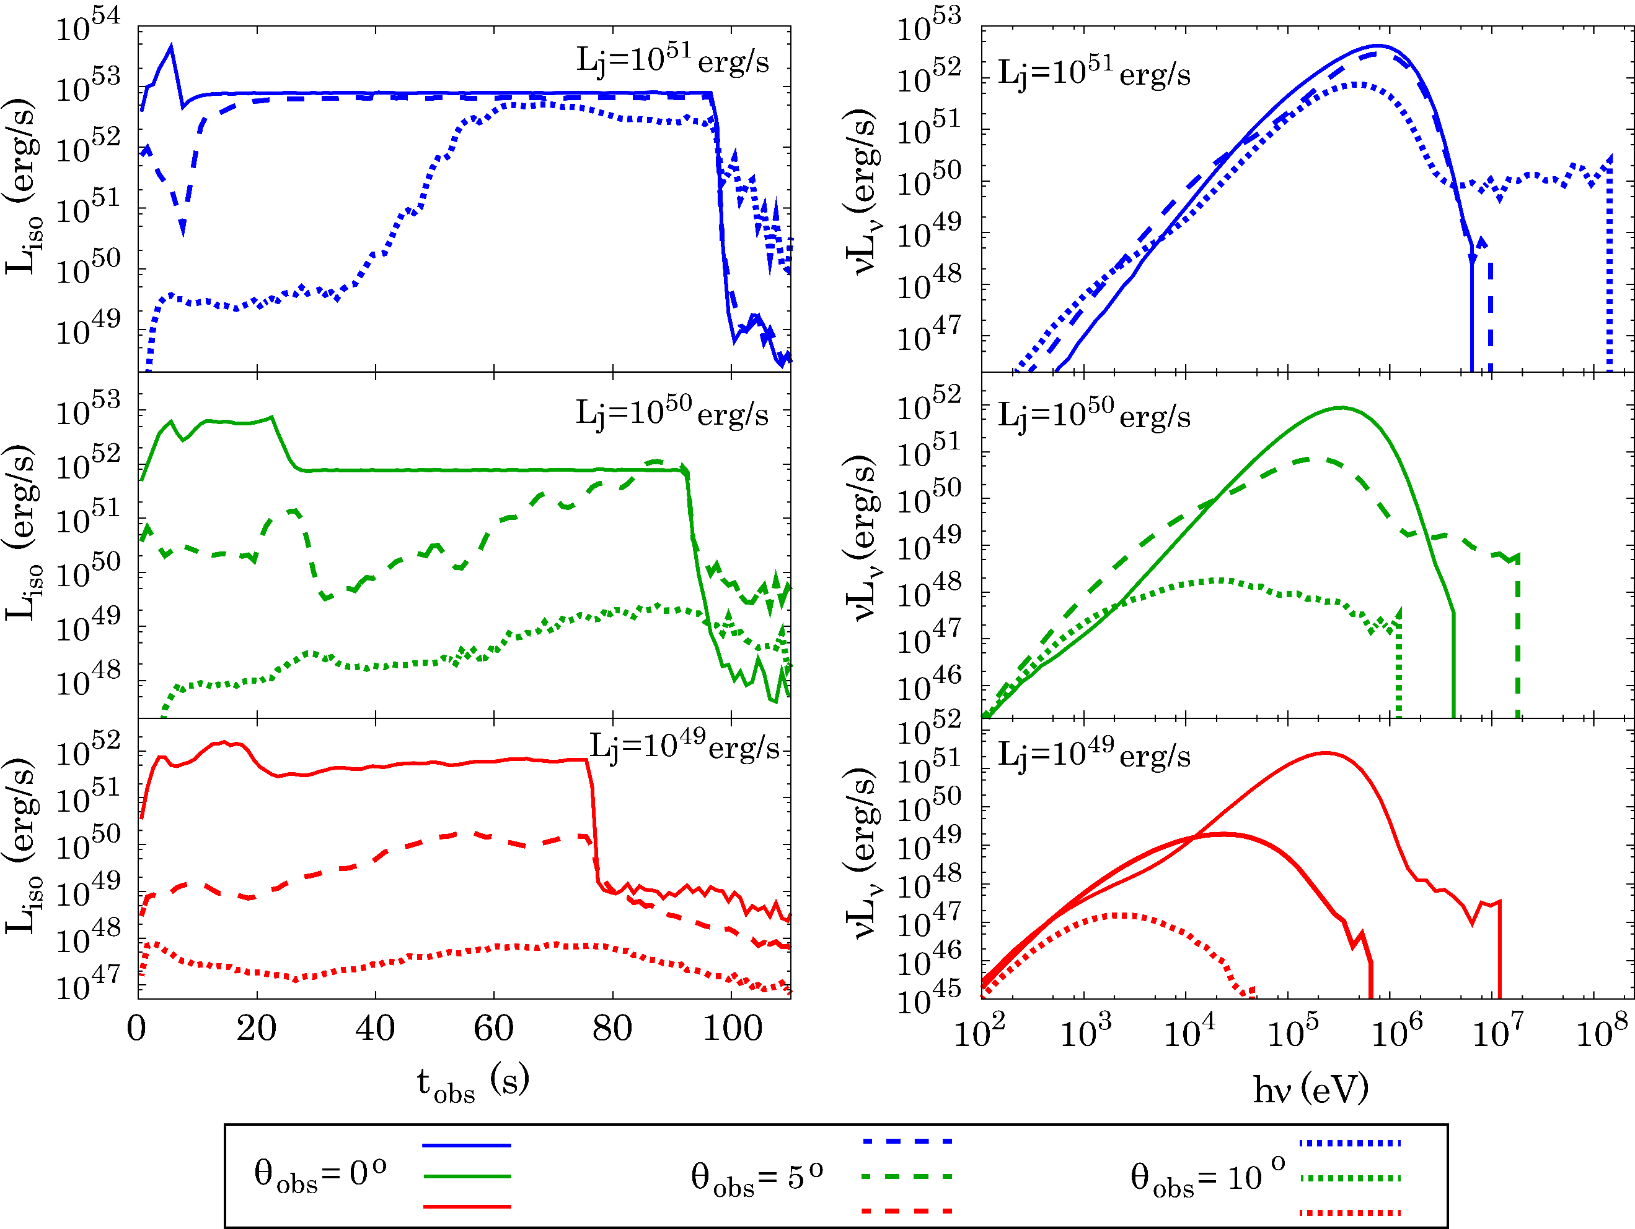 10^54
10^53
10^52
10^51
10^50
10^49
L_iso (erg/s)
Lj=10^51 erg/s
10^53
10^52
10^51
10^50
10^49
10^48
L_iso (erg/s)
Lj=10^50 erg/s
10^52
10^51
10^50
10^49
10^48
10^47
L_iso (erg/s)
Lj=10^49 erg/s
0 20 40 60 80 100
t_obs (s)
10^53
10^52
10^51
10^50
10^49
10^48
10^47
νL_ν (erg/s)
Lj=10^51 erg/s
10^52
10^51
10^50
10^49
10^48
10^47
10^46
νL_ν (erg/s)
Lj=10^50 erg/s
10^52
10^51
10^50
10^49
10^48
10^47
10^46
10^45
νL_ν (erg/s)
Lj=10^49 erg/s
10^2 10^3 10^4 10^5 10^6 10^7 10^8
hν (eV)
θ_obs= 0° θ_obs= 5° θ_obs= 10°